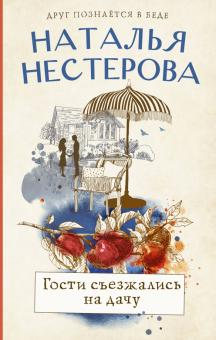 ДРУГ ПОЗНАЁТСЯ В БЕДЕ
НАТАЛЬЯ
НЕСТЕРОВА
Гости съезжались
на дачу